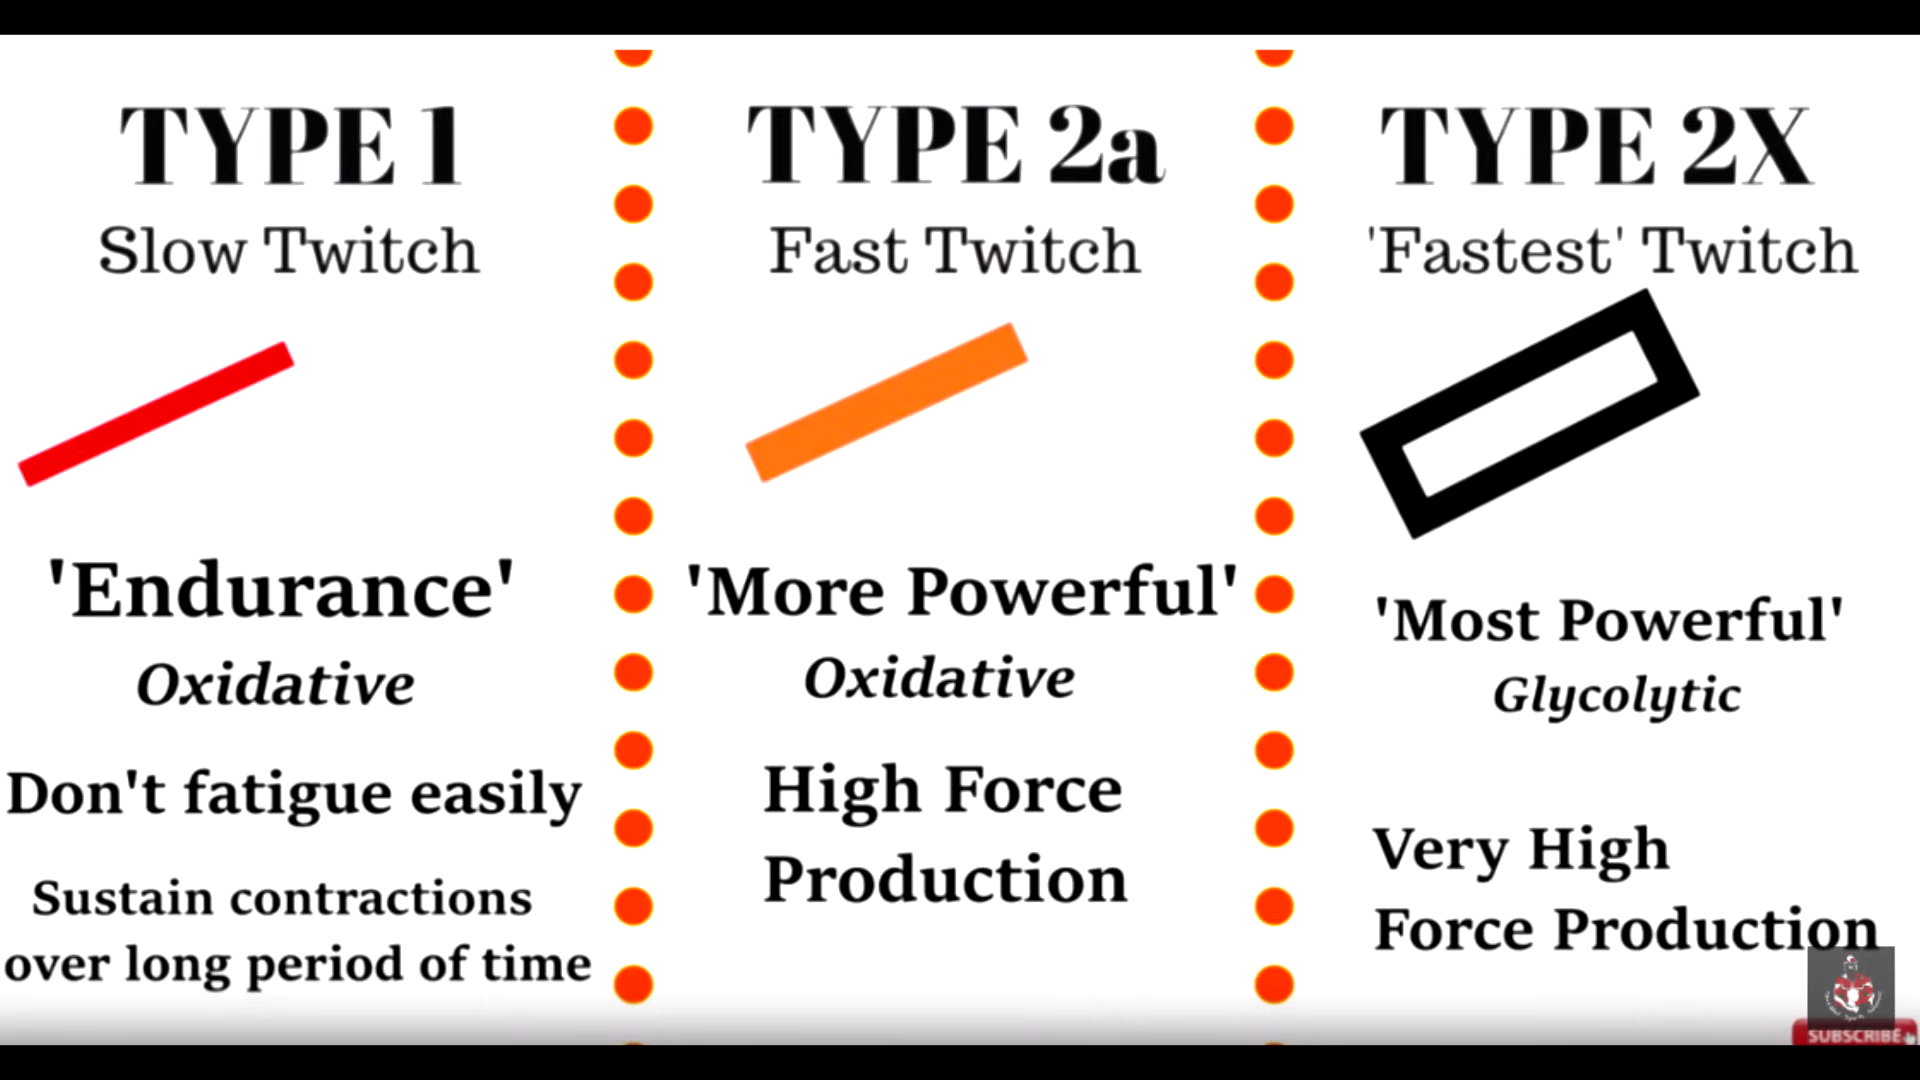 TYPE 1
Slow Twitch
'Endurance'
Oxidative
Don't fatigue easily
Sustain contractions
over long period of time
TYPE 2a
Fast Twitch
'More Powerful'
Oxidative
High Force
Production
TYPE 2X
'Fastest' Twitch
'Most Powerful'
Glycolytic
Very High
Force Production
SUBSCRIBE